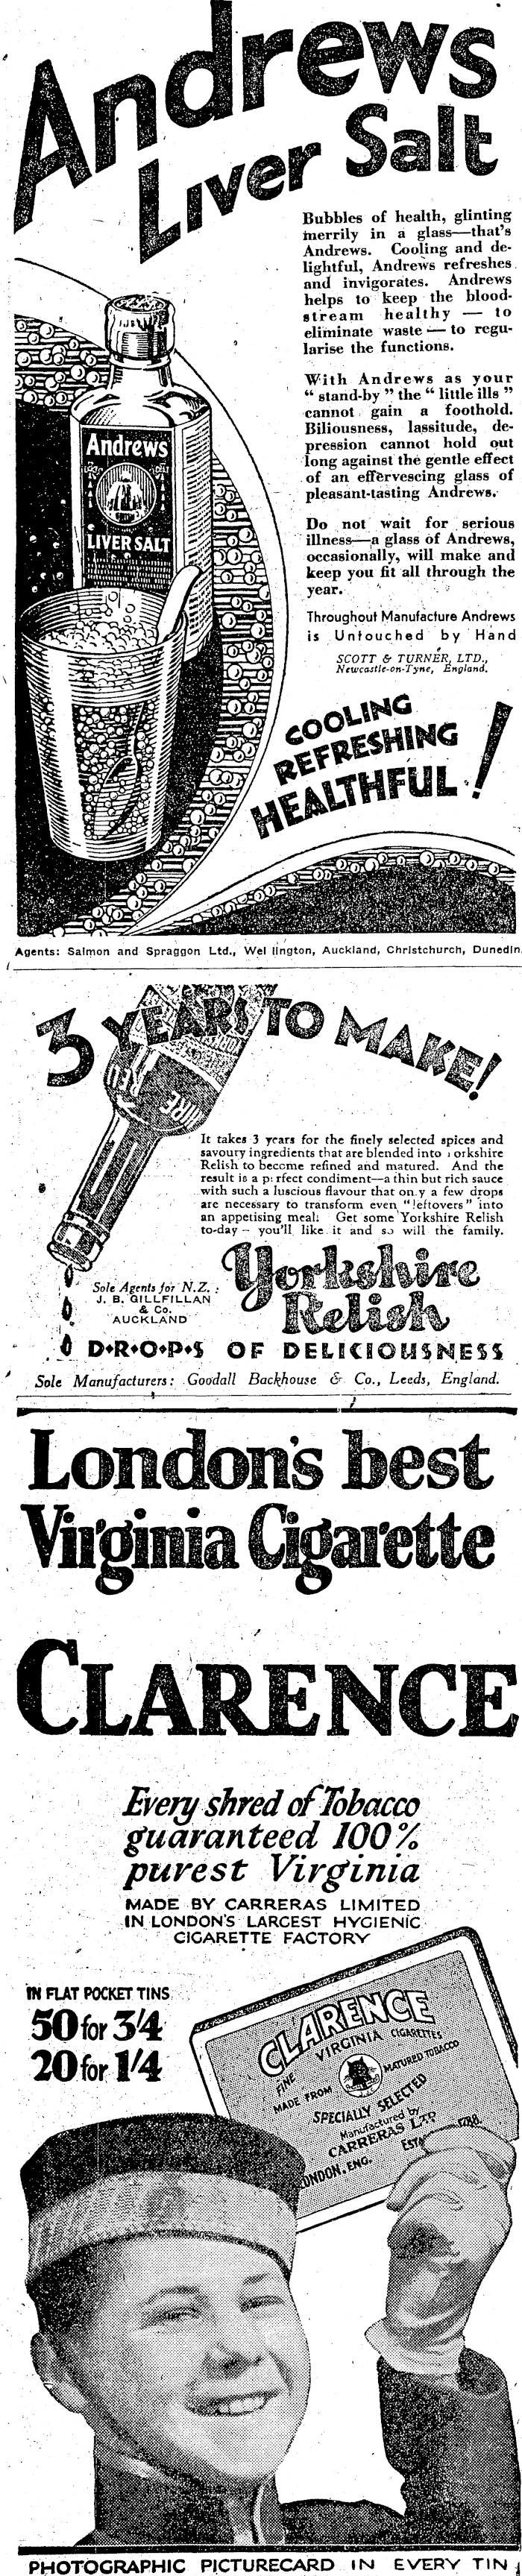 Andrews
Liver Salt
Bubbles of health, glinting
merrily in a glass—that's
Andrews. Cooling and de-
lightful, Andrews refreshes
and invigorates. Andrews
helps to keep the blood-
stream healthy — to
eliminate waste — to regu-
larise the functions.
With Andrews as your
“ stand-by ” the “ little ills ”
cannot gain a foothold.
Biliousness, lassitude, de-
pression cannot hold out
long against the gentle effect
of an effervescing glass of
pleasant-tasting Andrews.
Do not wait for serious
illness—a glass of Andrews,
occasionally, will make and
keep you fit all through the
year.
Throughout Manufacture Andrews
is Untouched by Hand
SCOTT & TURNER, LTD.,
Newcastle-on-Tyne, England.
Andrews
LIVER SALT
COOLING
REFRESHING
HEALTHFUL!
Agents: Salmon and Spraggon Ltd., Wellington, Auckland, Christchurch, Dunedin.
3 YEARS TO MAKE!
It takes 3 years for the finely selected spices and
savoury ingredients that are blended into orkshire
Relish to become refined and matured. And the
result is a p rfect condiment—a thin but rich sauce
with such a luscious flavour that on y a few drops
are necessary to transform even “leftovers” into
an appetising meal. Get some Yorkshire Relish
to-day — you'll like it and so will the family.
Sole Agents for N.Z. :
J. B. GILLFILLAN
& Co.
AUCKLAND
Yorkshire
Relish
D•R•O•P•S OF DELICIOUSNESS
Sole Manufacturers: Goodall Backhouse & Co., Leeds, England.
London's best
Virginia Cigarette
CLARENCE
Every shred of Tobacco
guaranteed 100%
purest Virginia
MADE BY CARRERAS LIMITED
IN LONDON'S LARGEST HYGIENIC
CIGARETTE FACTORY
IN FLAT POCKET TINS
50 for 3/4
20 for 1/4
CLARENCE
FINE VIRGINIA CIGARETTES
MADE FROM MATURED TOBACCO
SPECIALLY SELECTED
Manufactured by
CARRERAS LTD
LONDON. ENG. ESTA 1788.
PHOTOGRAPHIC PICTURECARD IN EVERY TIN